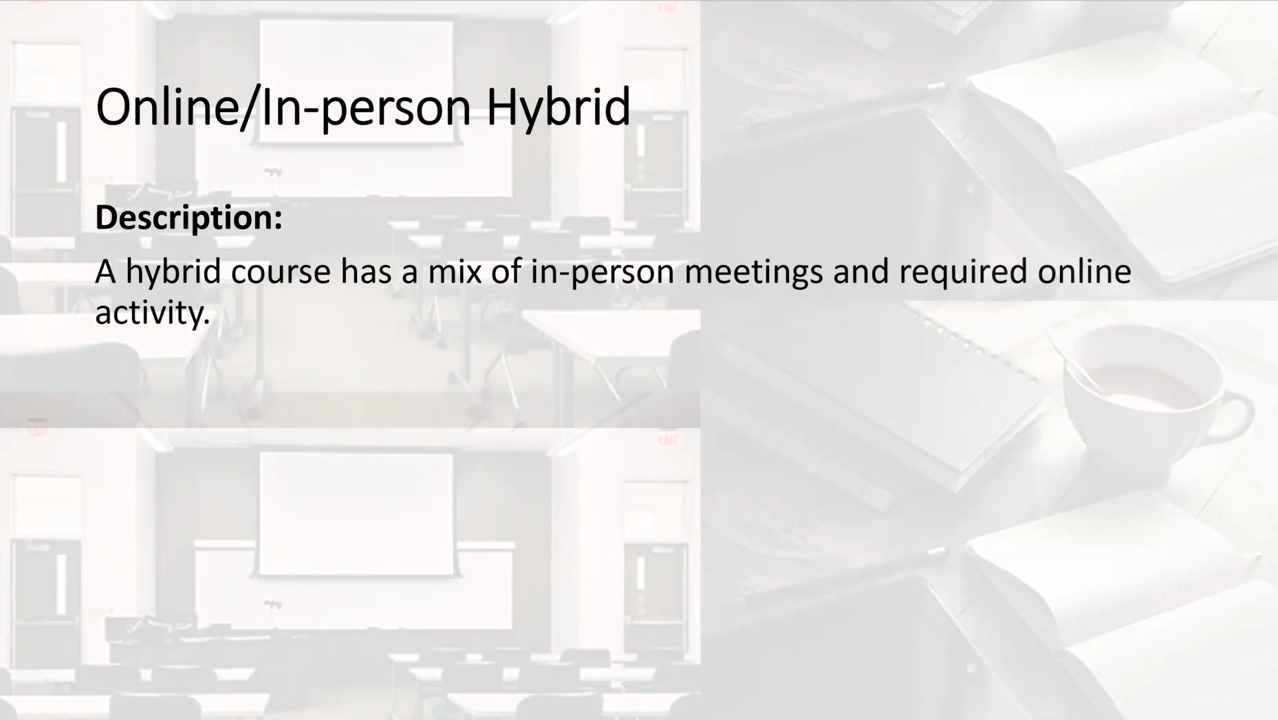 Online/In-person Hybrid
Description:
A hybrid course has a mix of in-person meetings and required online
activity.